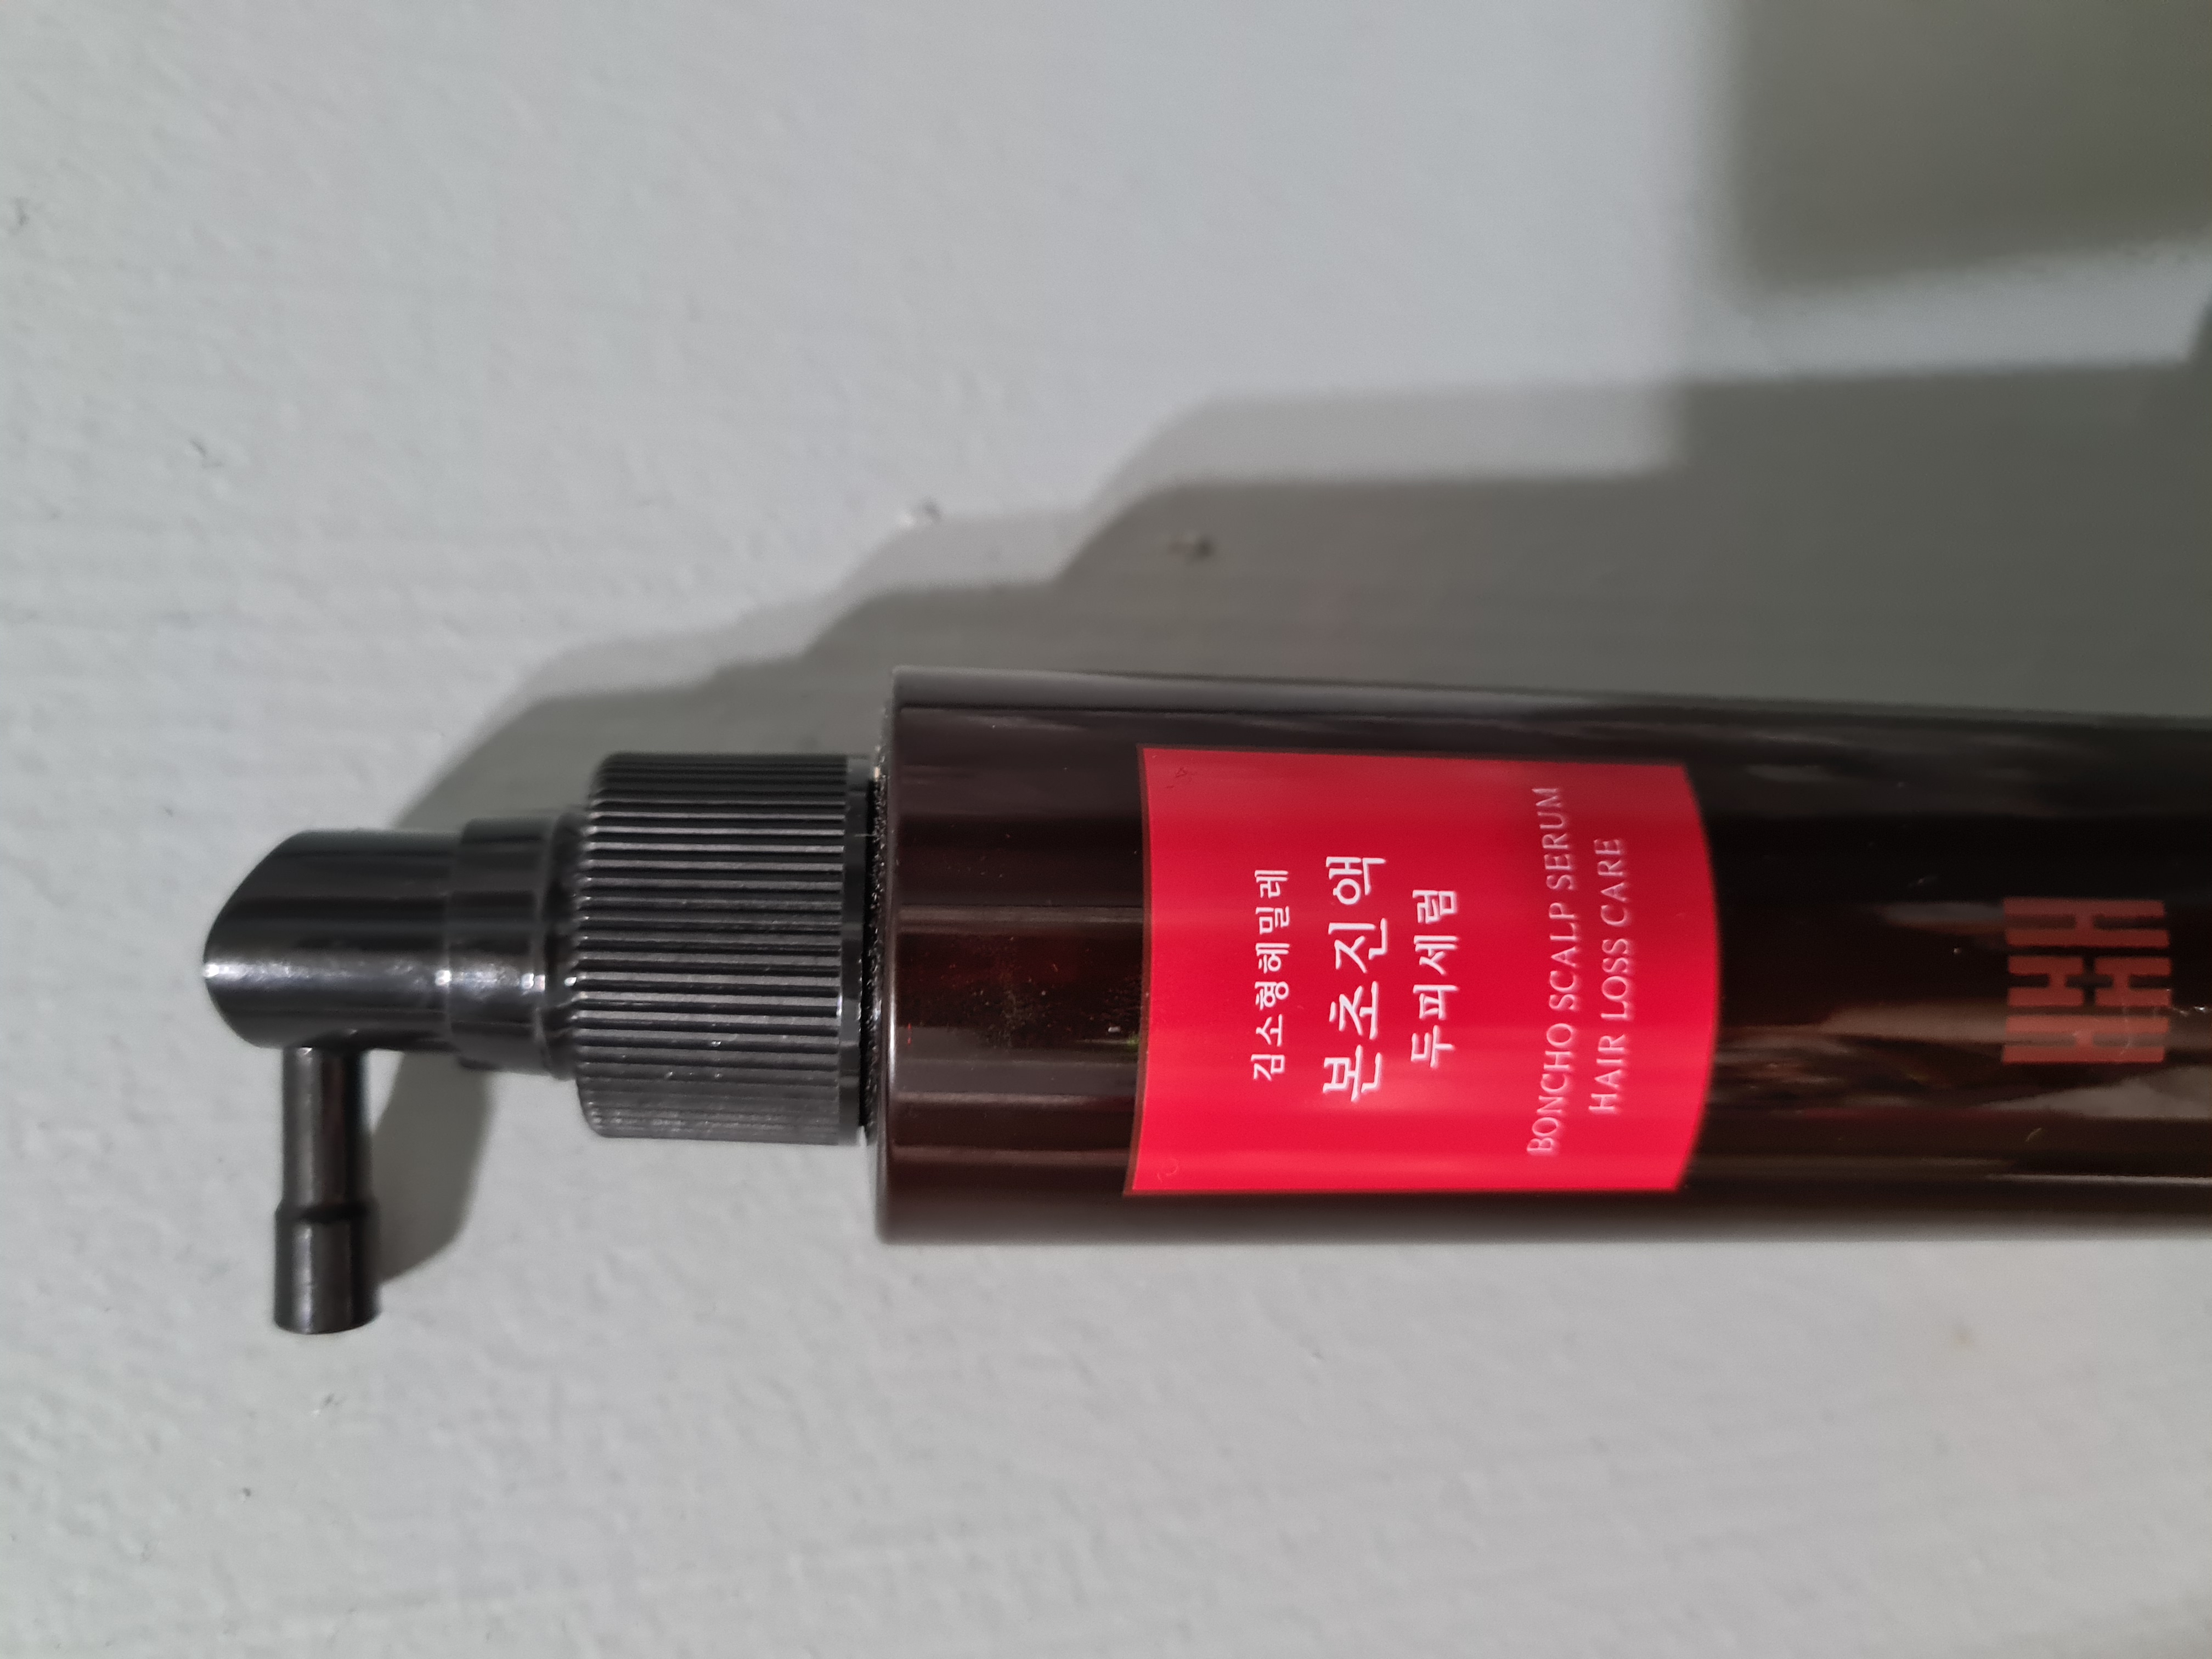 김소형헤밀레
본초진액
두피세럼
BONCHO SCALP SERUM
HAIR LOSS CARE